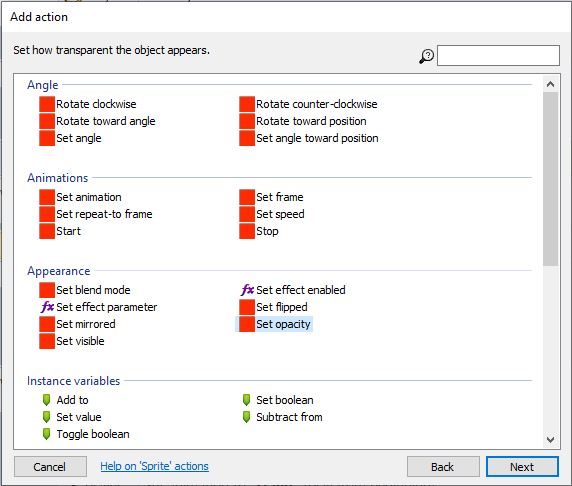 Add action
Set how transparent the object appears.
Angle
Rotate clockwise
Rotate counter-clockwise
Rotate toward angle
Rotate toward position
Set angle
Set angle toward position
Animations
Set animation
Set frame
Set repeat-to frame
Set speed
Start
Stop
Appearance
Set blend mode
fx Set effect enabled
fx Set effect parameter
Set flipped
Set mirrored
Set opacity
Set visible
Instance variables
Add to
Set boolean
Set value
Subtract from
Toggle boolean
Cancel
Help on 'Sprite' actions
Back
Next